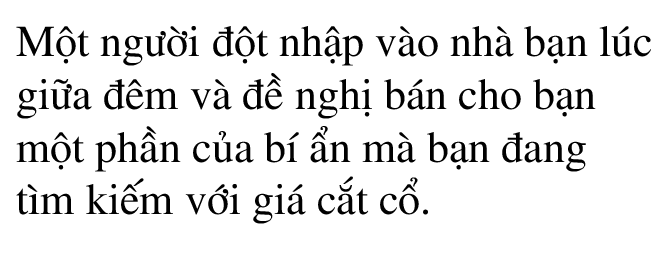 Một người đột nhập vào nhà bạn lúc
giữa đêm và đề nghị bán cho bạn
một phần của bí ẩn mà bạn đang
tìm kiếm với giá cắt cổ.